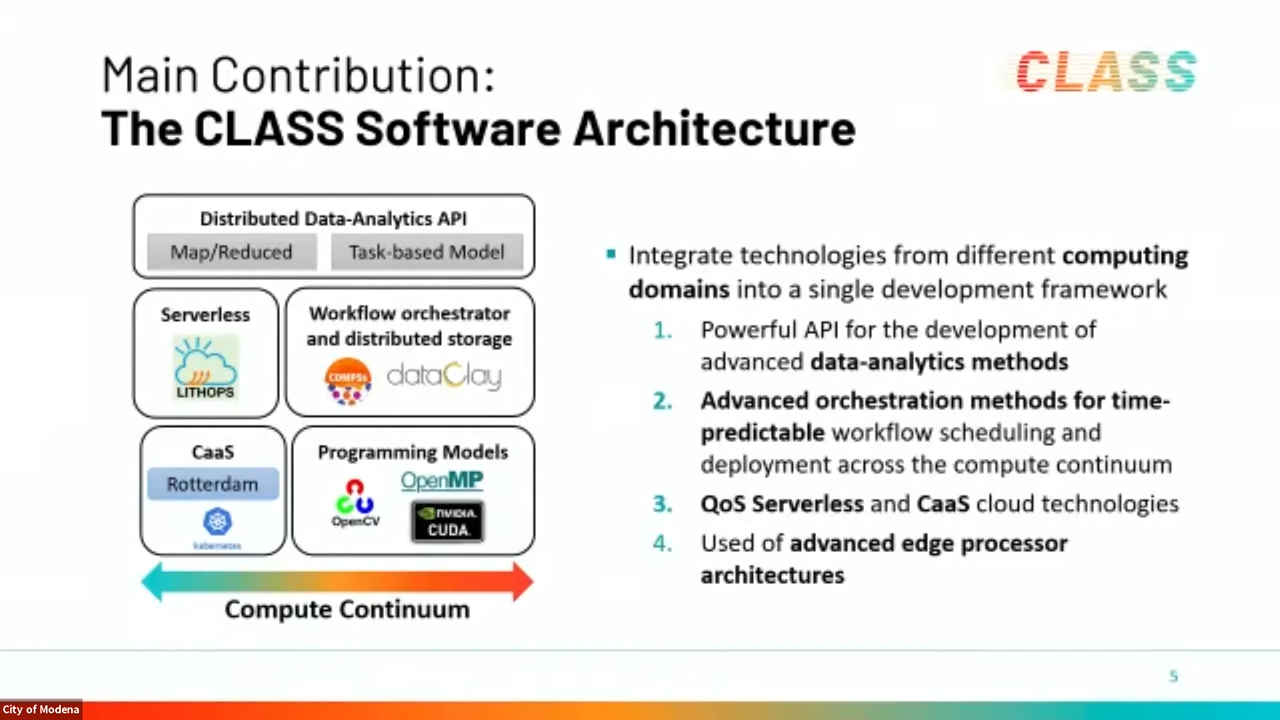 Main Contribution:
The CLASS Software Architecture
CLASS
Distributed Data-Analytics API
Map/Reduced
Task-based Model
Serverless
LITHOPS
Workflow orchestrator
and distributed storage
COMPSs
dataClay
CaaS
Rotterdam
kubernetes
Programming Models
OpenCV
OpenMP
NVIDIA.
CUDA.
Compute Continuum
Integrate technologies from different computing
domains into a single development framework
1. Powerful API for the development of
advanced data-analytics methods
2. Advanced orchestration methods for time-
predictable workflow scheduling and
deployment across the compute continuum
3. QoS Serverless and CaaS cloud technologies
4. Used of advanced edge processor
architectures
5
City of Modena